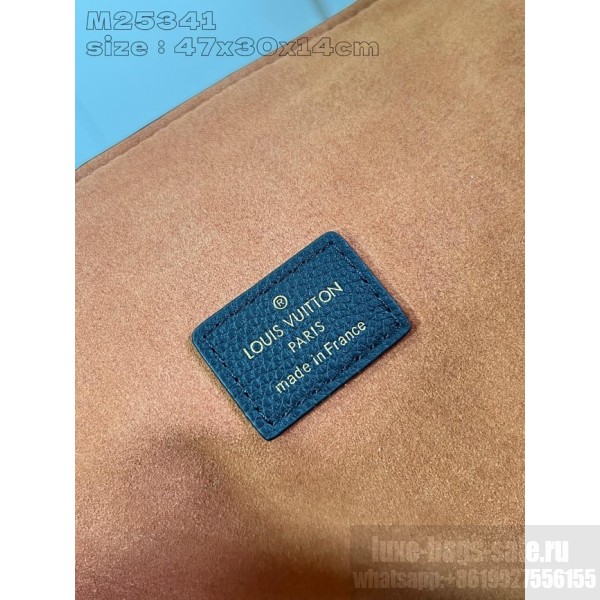 M25341
size : 47x30x14cm
®
LOUIS VUITTON
PARIS
made in France
luxe-bags-sale.ru
whatsapp:+8619927556155